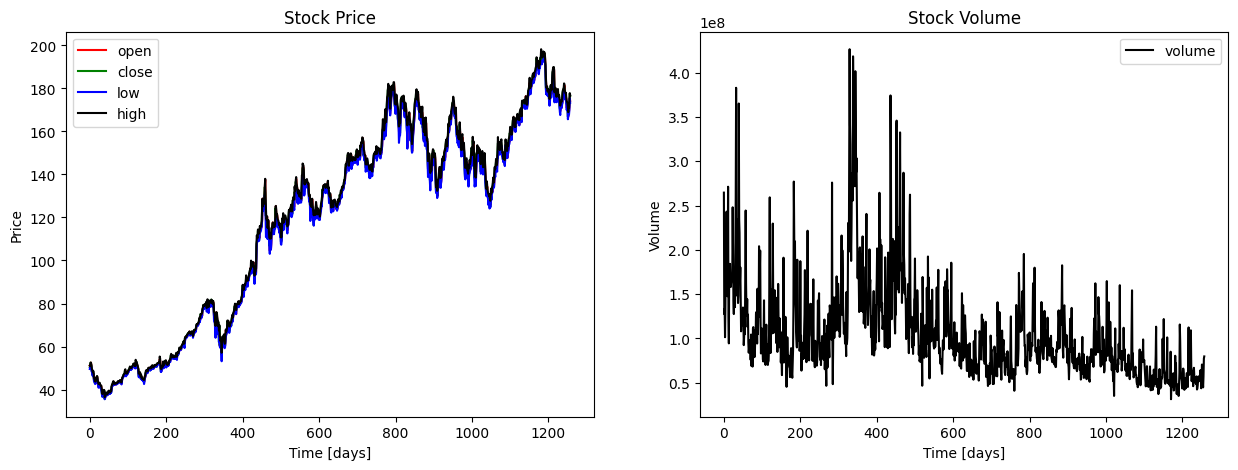 Stock Price
open
close
low
high
200
180
160
140
120
100
80
60
40
Price
0 200 400 600 800 1000 1200
Time [days]
Stock Volume
1e8
volume
4.0
3.5
3.0
2.5
2.0
1.5
1.0
0.5
Volume
0 200 400 600 800 1000 1200
Time [days]